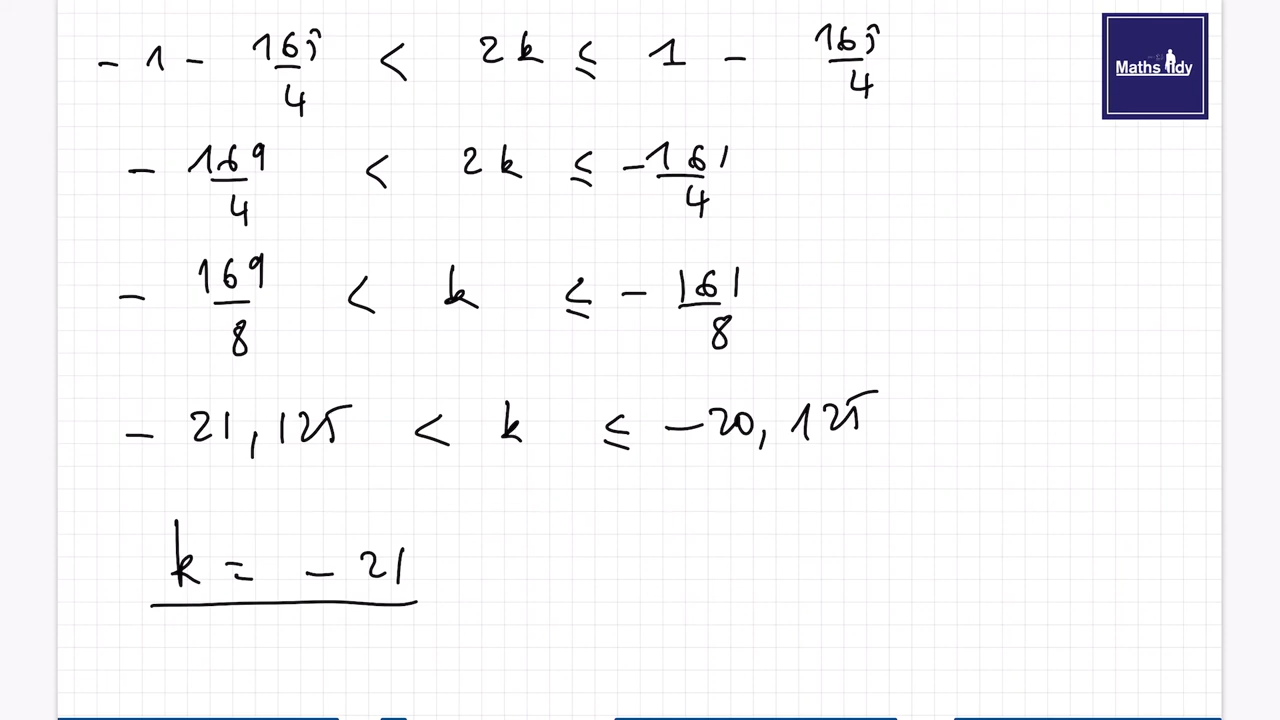 - 1 - 165/4 < 2k ≤ 1 - 165/4
- 169/4 < 2k ≤ - 161/4
- 169/8 < k ≤ - 161/8
- 21,125 < k ≤ - 20,125
k = - 21
Maths